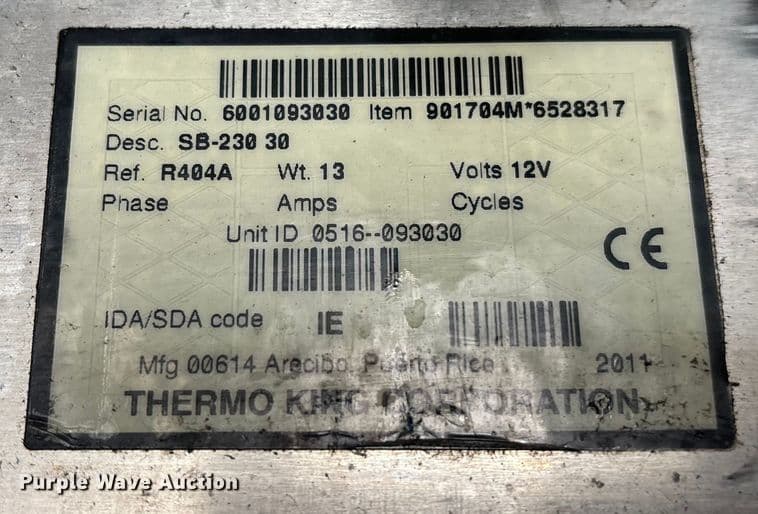 Serial No. 6001093030 Item 901704M*6528317
Desc. SB-230 30
Ref. R404A Wt. 13 Volts 12V
Phase Amps Cycles
Unit ID 0516--093030
CE
IDA/SDA code IE
Mfg 00614 Arecibo, Puerto Rico 2011
THERMO KING CORPORATION
Purple Wave Auction